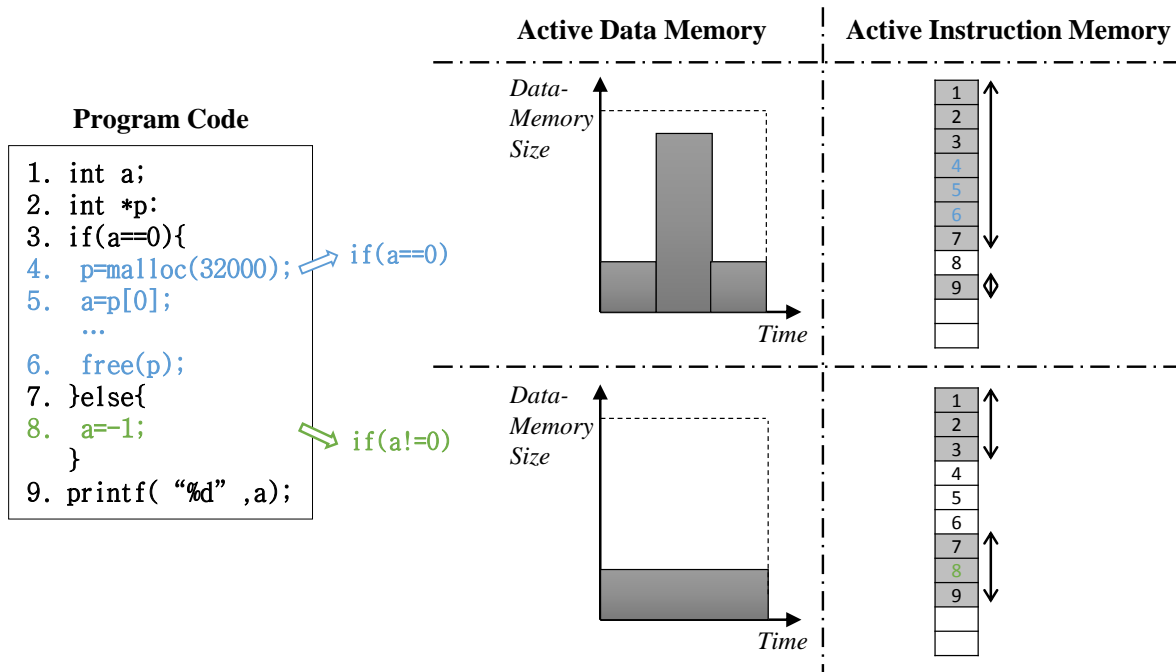 Active Data Memory
Active Instruction Memory
Program Code
1. int a;
2. int *p:
3. if(a==0){
4. p=malloc(32000);
5. a=p[0];
…
6. free(p);
7. }else{
8. a=-1;
}
9. printf( “%d” ,a);
if(a==0)
if(a!=0)
Data-
Memory
Size
Time
1
2
3
4
5
6
7
8
9
Data-
Memory
Size
Time
1
2
3
4
5
6
7
8
9